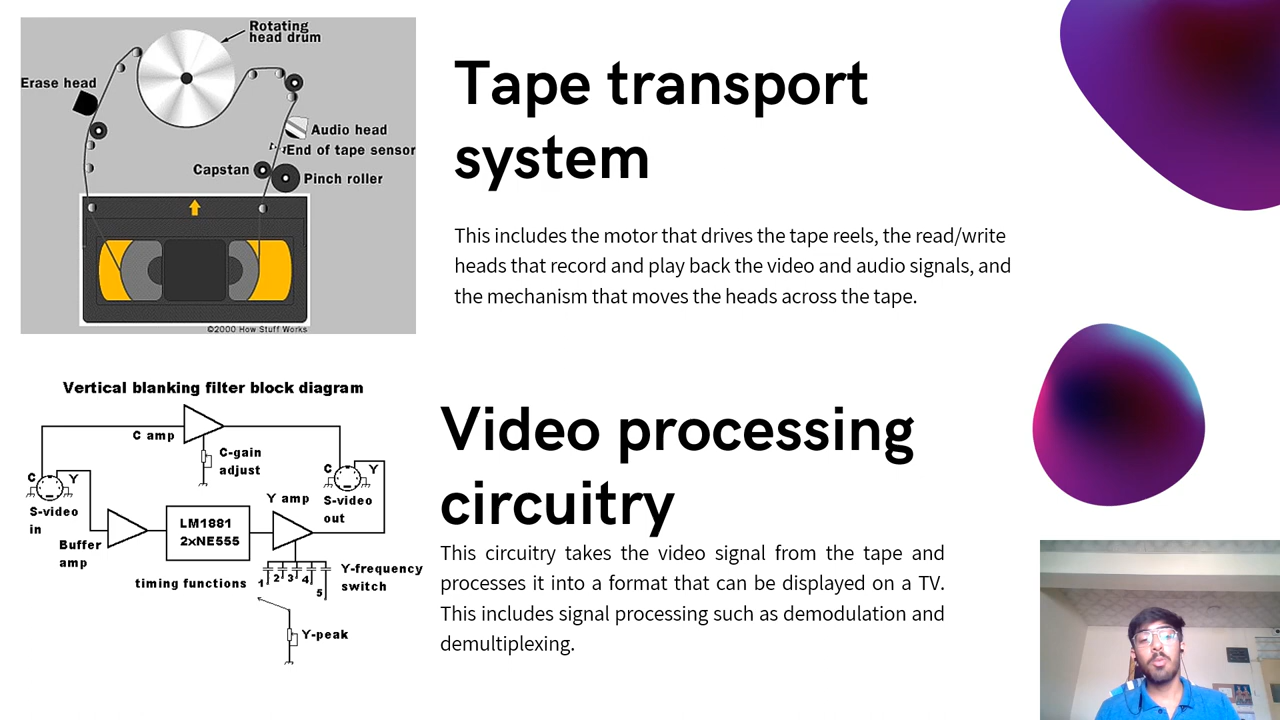 Rotating
head drum
Erase head
Audio head
End of tape sensor
Capstan
Pinch roller
©2000 How Stuff Works
Tape transport
system
This includes the motor that drives the tape reels, the read/write
heads that record and play back the video and audio signals, and
the mechanism that moves the heads across the tape.
Vertical blanking filter block diagram
C amp
C-gain
adjust
C
Y
S-video
in
C
Y
S-video
out
Y amp
LM1881
2xNE555
Buffer
amp
timing functions
1 2 3 4
5
Y-frequency
switch
Y-peak
Video processing
circuitry
This circuitry takes the video signal from the tape and
processes it into a format that can be displayed on a TV.
This includes signal processing such as demodulation and
demultiplexing.